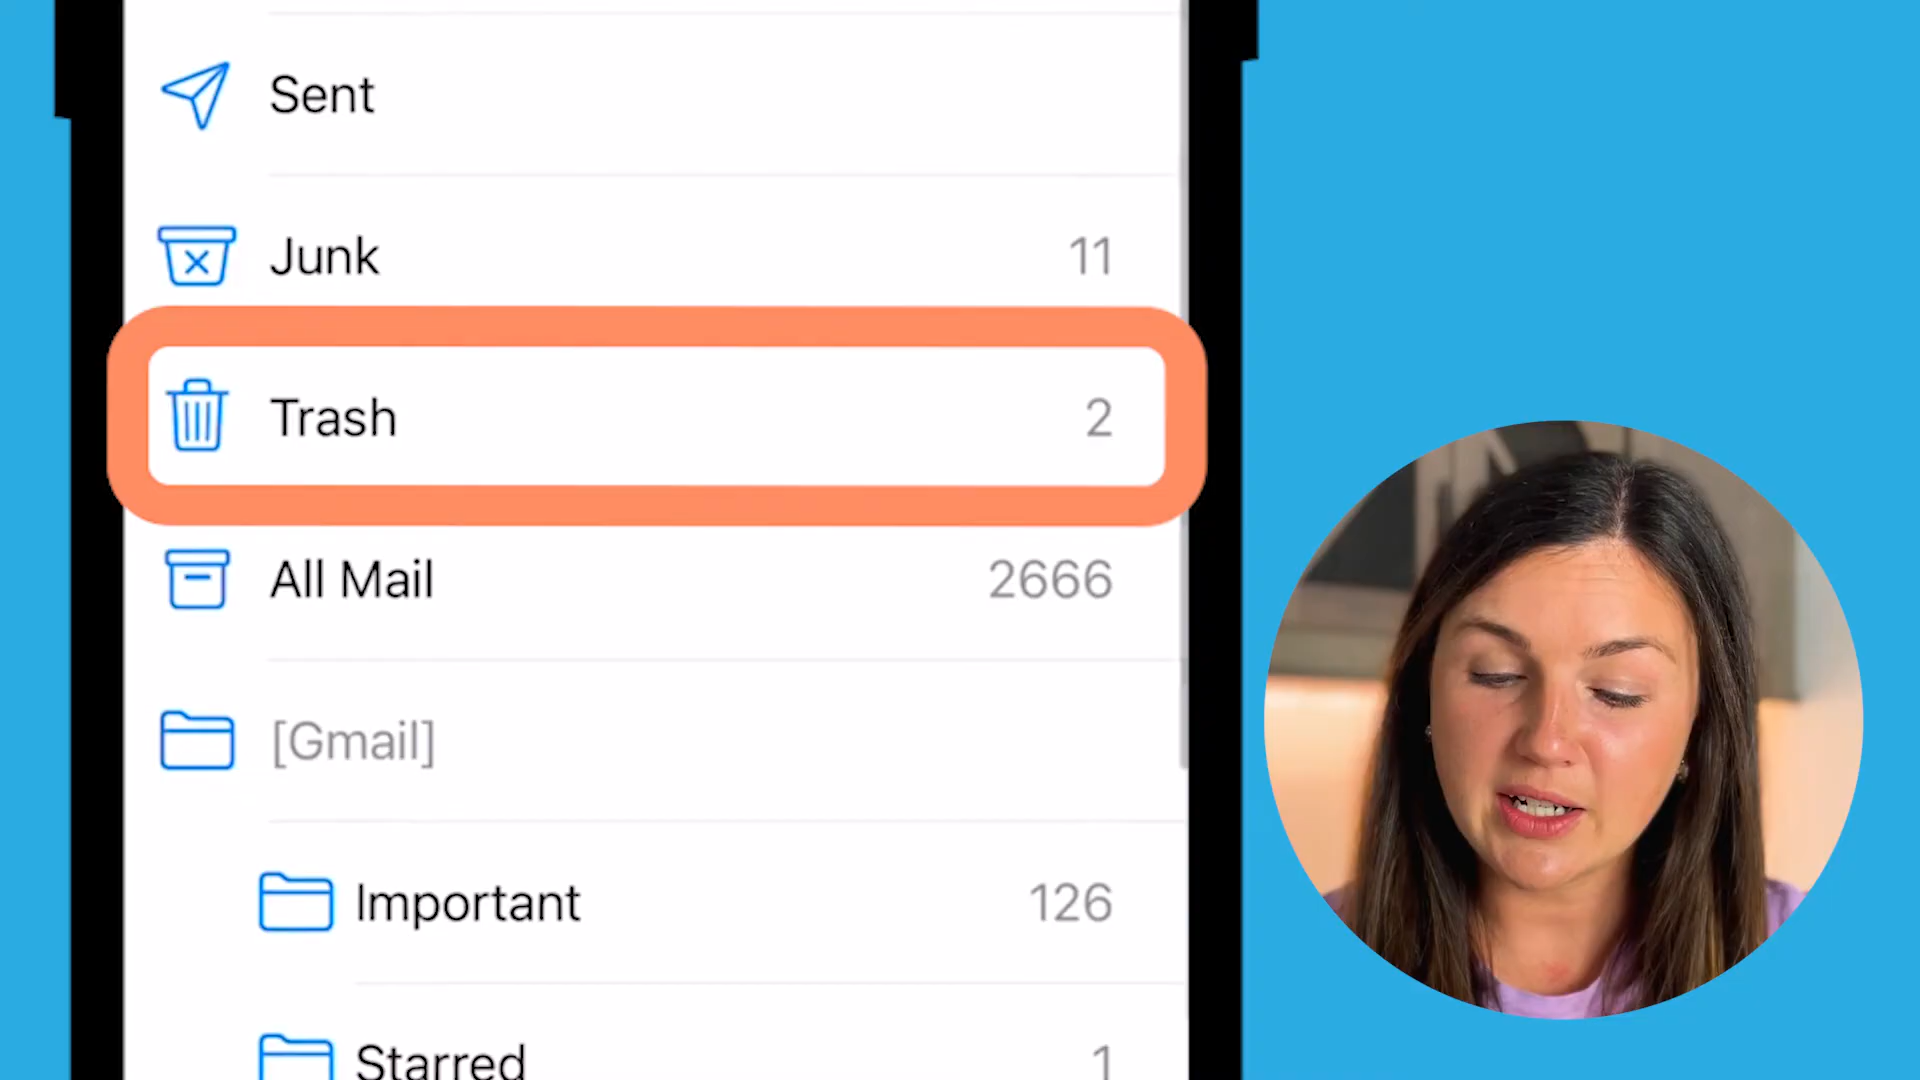 Sent
Junk 11
Trash 2
All Mail 2666
[Gmail]
Important 126
Starred 1